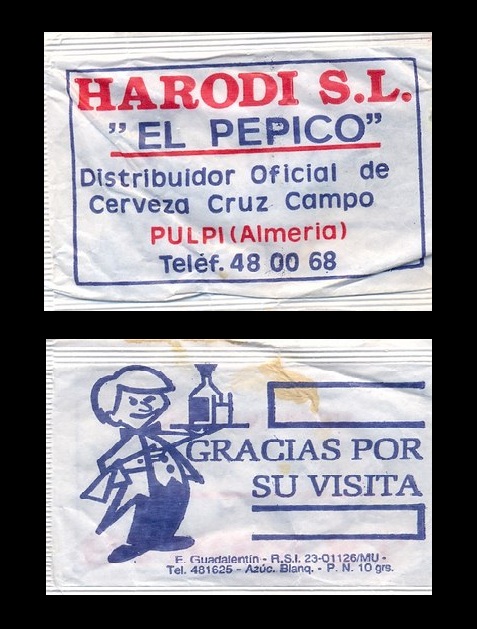 HARODI S.L.
"EL PEPICO"
Distribuidor Oficial de
Cerveza Cruz Campo
PULPI (Almeria)
Teléf. 48 00 68
GRACIAS POR
SU VISITA
E. Guadalentín - R.S.I. 23-01126/MU -
Tel. 481625 - Azúc. Blanq. - P. N. 10 grs.